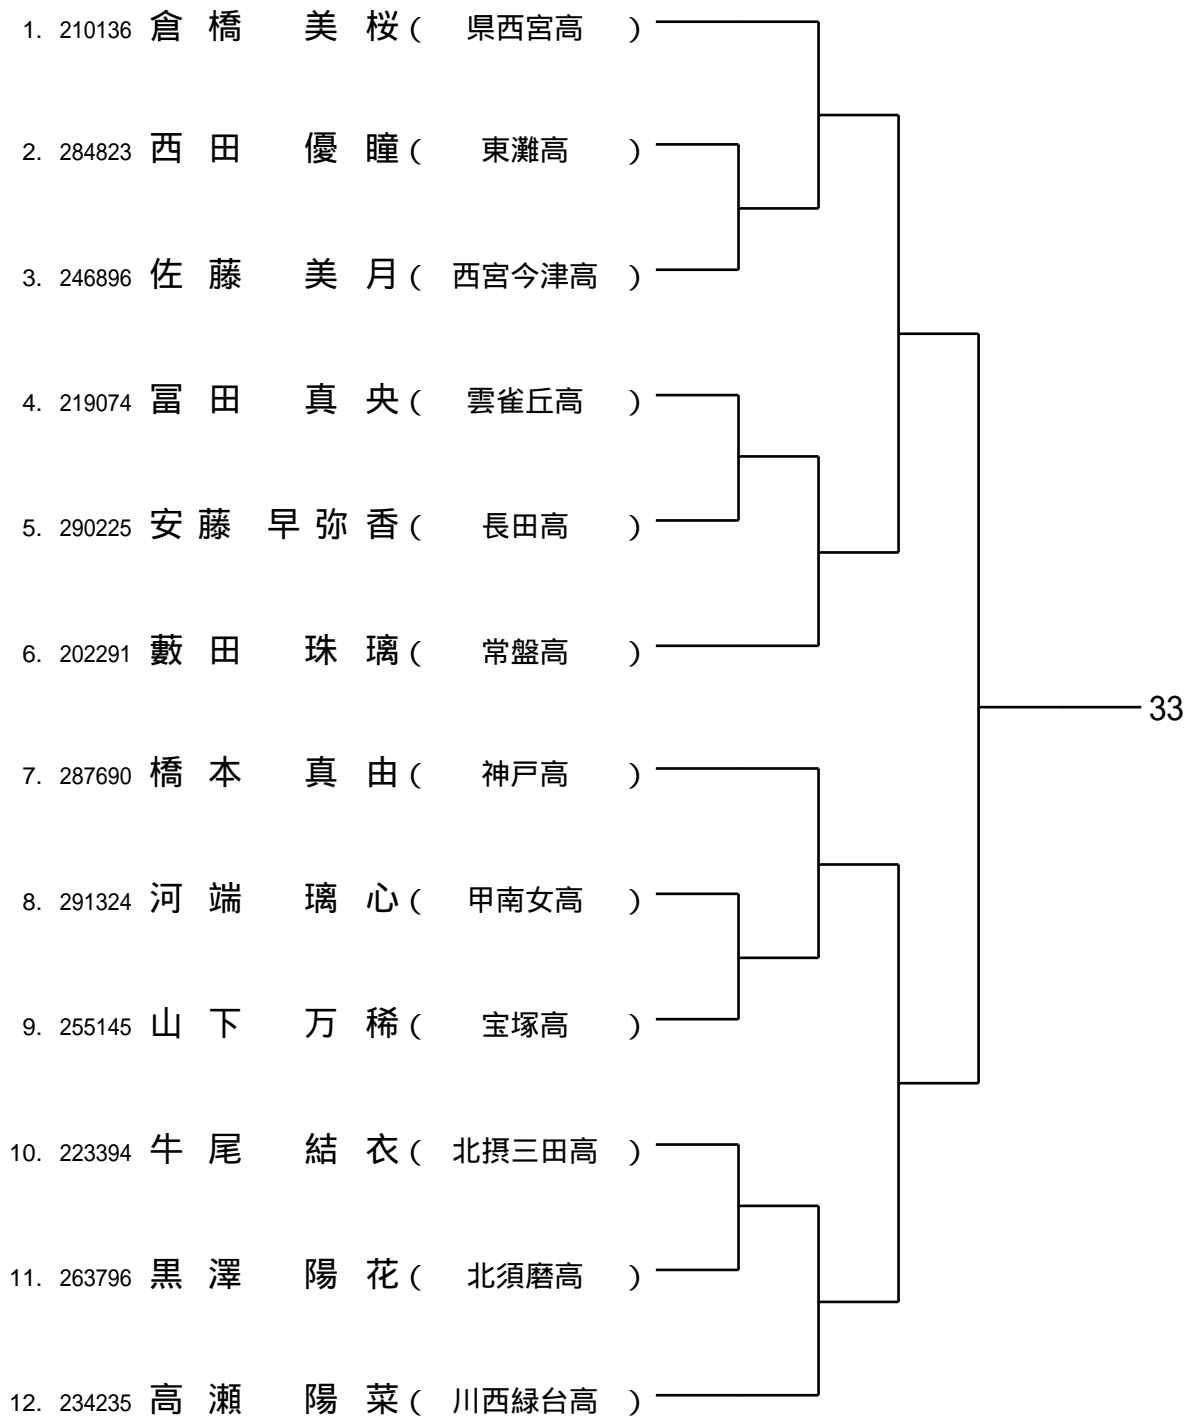 1. 210136 倉橋 美桜 ( 県西宮高 )
2. 284823 西田 優瞳 ( 東灘高 )
3. 246896 佐藤 美月 ( 西宮今津高 )
4. 219074 冨田 真央 ( 雲雀丘高 )
5. 290225 安藤 早弥香 ( 長田高 )
6. 202291 藪田 珠璃 ( 常盤高 )
33
7. 287690 橋本 真由 ( 神戸高 )
8. 291324 河端 璃心 ( 甲南女高 )
9. 255145 山下 万稀 ( 宝塚高 )
10. 223394 牛尾 結衣 ( 北摂三田高 )
11. 263796 黒澤 陽花 ( 北須磨高 )
12. 234235 高瀬 陽菜 ( 川西緑台高 )